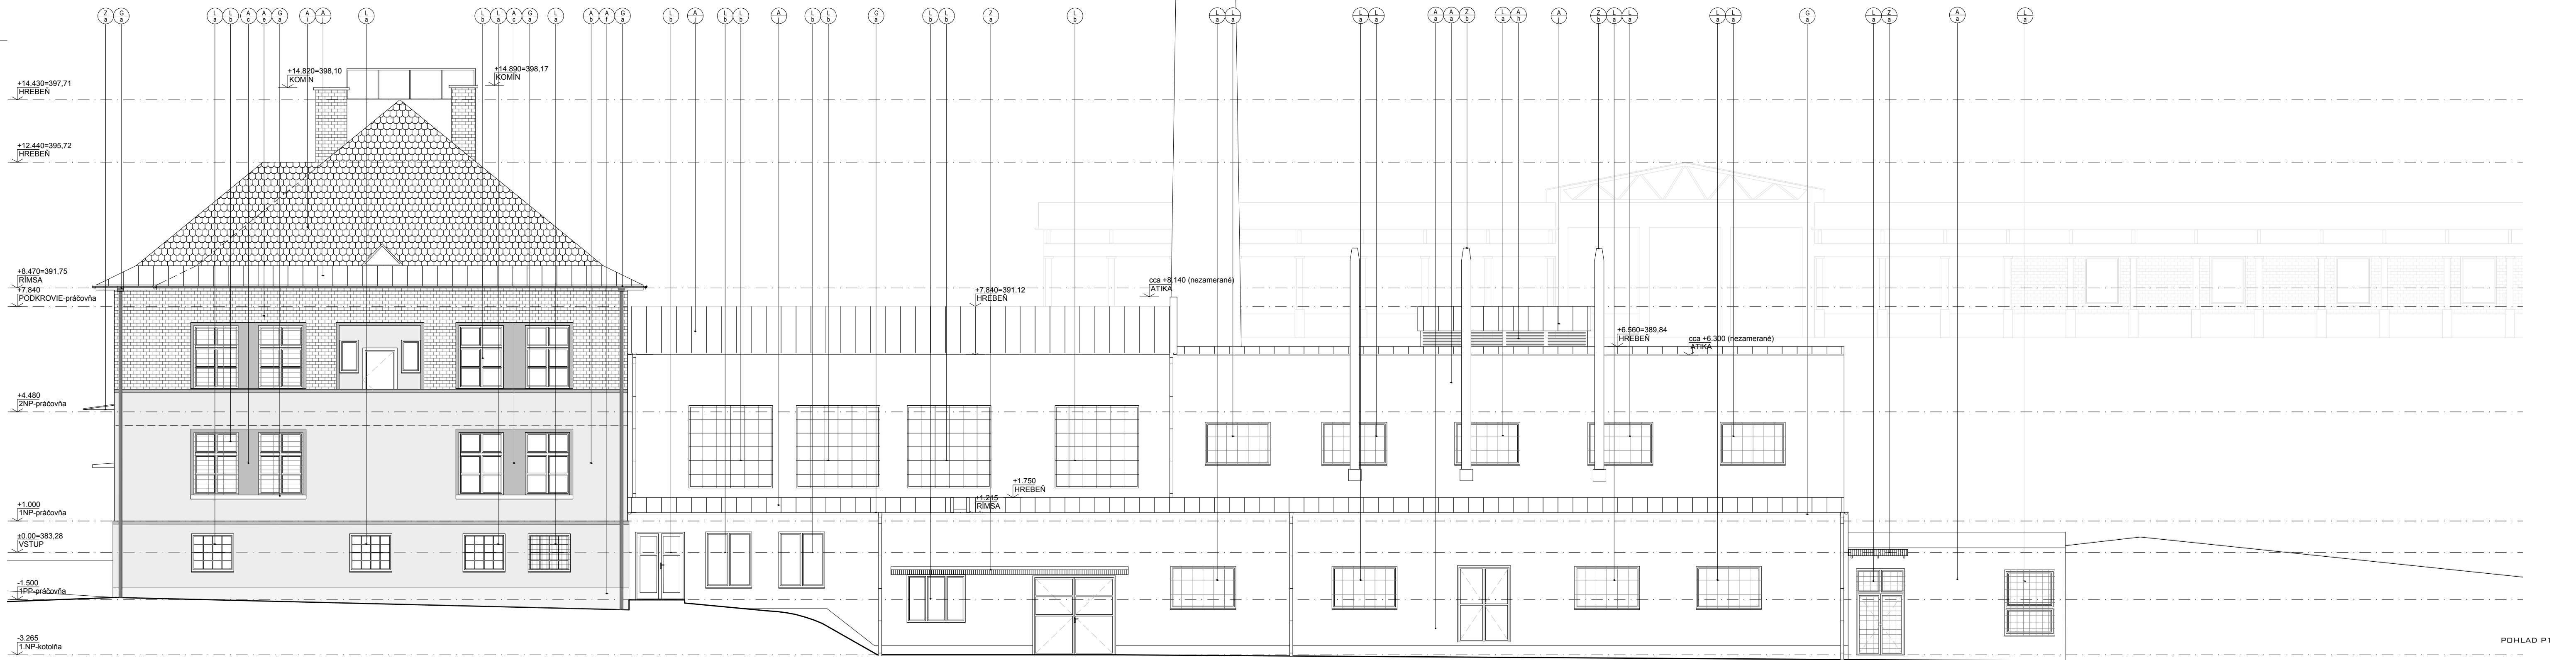 Z a
G a
L a
L b
A c
A e
G a
A i
A j
L a
L b
L a
A c
G a
L a
A b
A f
G a
L b
A j
L b
L b
A j
L b
L b
G a
L b
L b
Z a
L b
L a
L a
L a
L a
A a
A a
Z b
L a
A h
A j
Z b
L a
L a
L a
L a
G a
L a
Z a
A a
L a
+14.820=398,10
KOMÍN
+14.890=398,17
KOMÍN
+14.430=397,71
HREBEŇ
+12.440=395,72
HREBEŇ
+8.470=391,75
RÍMSA
+7.840
PODKROVIE-práčovňa
+7.840=391.12
HREBEŇ
cca +8,140 (nezamerané)
ATIKA
+6.560=389,84
HREBEŇ
cca +6.300 (nezamerané)
ATIKA
+4.480
2NP-práčovňa
+1.750
HREBEŇ
+1.215
RÍMSA
+1.000
1NP-práčovňa
±0.00=383,28
VSTUP
-1.500
1PP-práčovňa
-3.265
1.NP-kotolňa
POHLAD P1